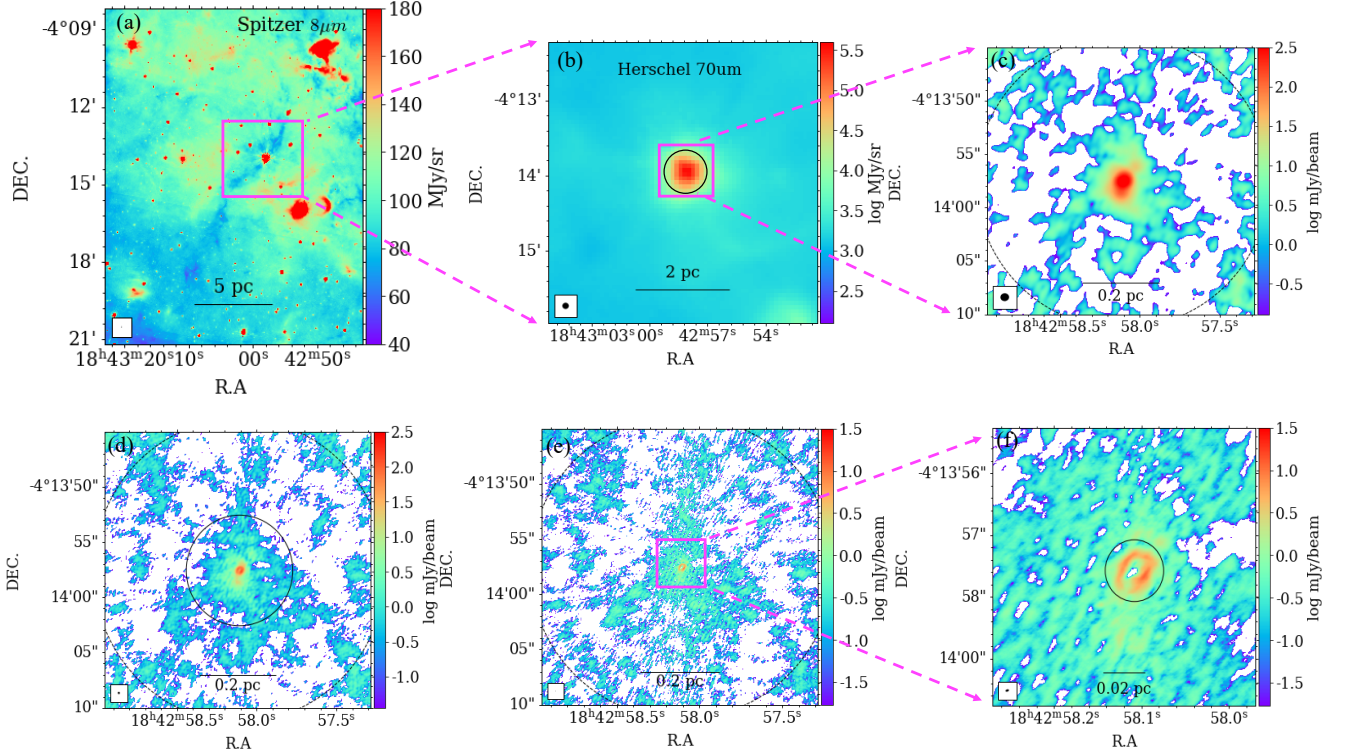 (a)
Spitzer 8μm
-4°09'
12'
15'
18'
21'
DEC.
5 pc
18ʰ43ᵐ20ˢ10ˢ 00ˢ 42ᵐ50ˢ
R.A
180
160
140
120
100
80
60
40
MJy/sr
(b)
Herschel 70um
-4°13'
14'
15'
DEC.
2 pc
18ʰ43ᵐ03ˢ 00ˢ 42ᵐ57ˢ 54ˢ
R.A
5.5
5.0
4.5
4.0
3.5
3.0
2.5
log MJy/sr
(c)
-4°13'50"
55"
14'00"
05"
10"
DEC.
0.2 pc
18ʰ42ᵐ58.5ˢ 58.0ˢ 57.5ˢ
R.A
2.5
2.0
1.5
1.0
0.5
0.0
-0.5
log mJy/beam
(d)
-4°13'50"
55"
14'00"
05"
10"
DEC.
0.2 pc
18ʰ42ᵐ58.5ˢ 58.0ˢ 57.5ˢ
R.A
2.5
2.0
1.5
1.0
0.5
0.0
-0.5
-1.0
log mJy/beam
(e)
-4°13'50"
55"
14'00"
05"
10"
DEC.
0.2 pc
18ʰ42ᵐ58.5ˢ 58.0ˢ 57.5ˢ
R.A
1.5
1.0
0.5
0.0
-0.5
-1.0
-1.5
log mJy/beam
(f)
-4°13'56"
57"
58"
14'00"
DEC.
0.02 pc
18ʰ42ᵐ58.2ˢ 58.1ˢ 58.0ˢ
R.A
1.5
1.0
0.5
0.0
-0.5
-1.0
-1.5
log mJy/beam